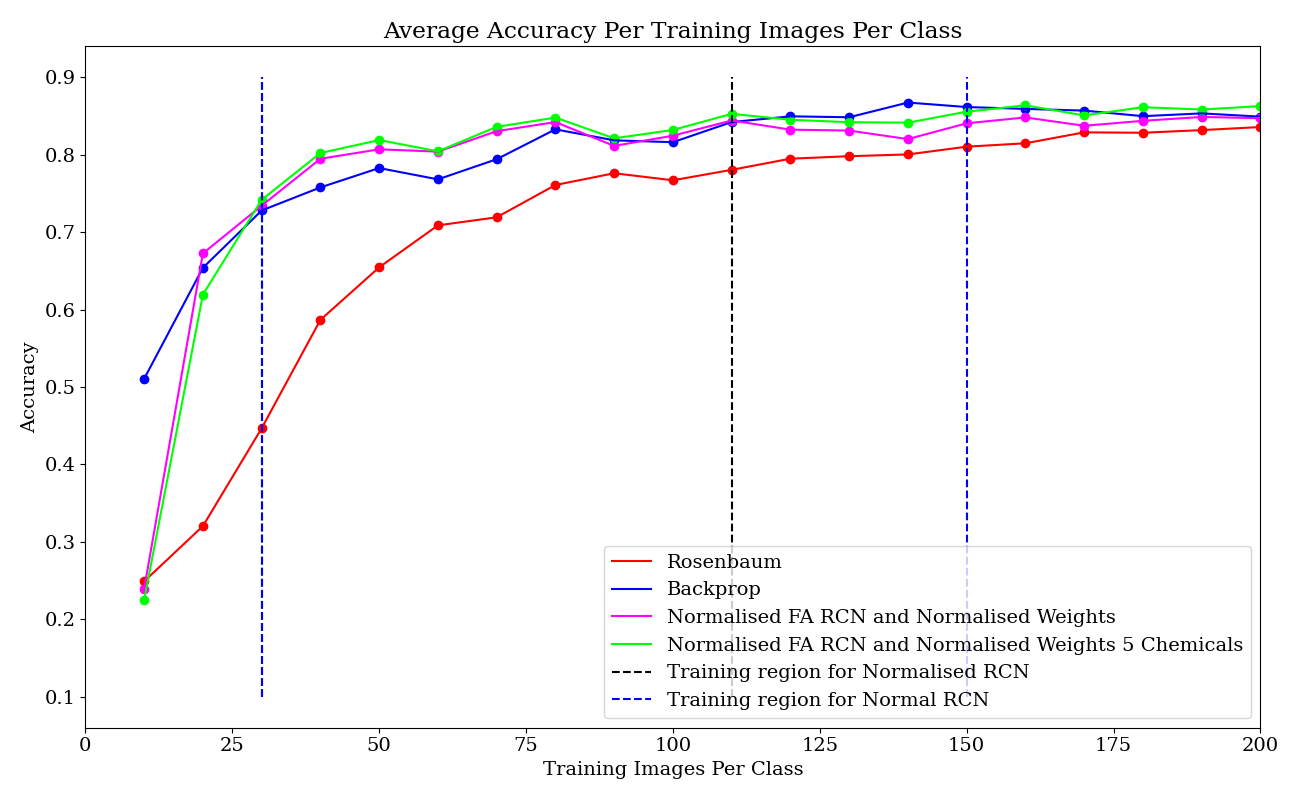 Average Accuracy Per Training Images Per Class
0.9
0.8
0.7
0.6
0.5
0.4
0.3
0.2
0.1
Accuracy
Rosenbaum
Backprop
Normalised FA RCN and Normalised Weights
Normalised FA RCN and Normalised Weights 5 Chemicals
Training region for Normalised RCN
Training region for Normal RCN
0 25 50 75 100 125 150 175 200
Training Images Per Class